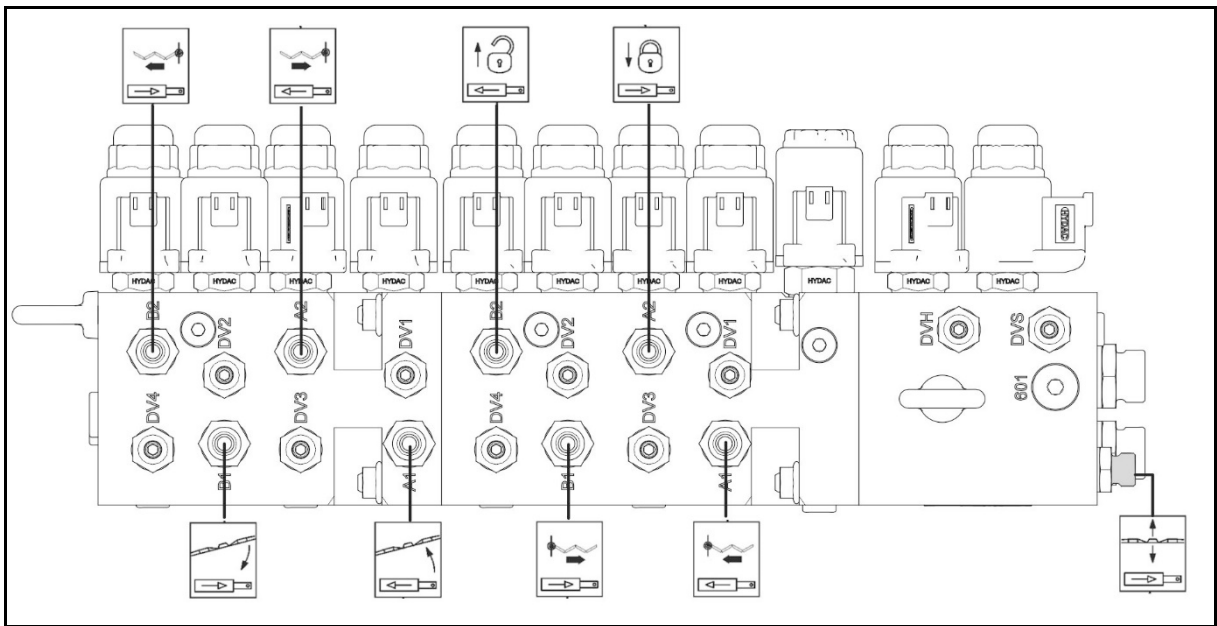 HYDAC
HYDAC HYDAC HYDAC HYDAC HYDAC HYDAC HYDAC HYDAC HYDAC HYDAC HYDAC
B2 DV2 A2 DV1 B2 DV2 A2 DV1 DVH DVS
DV4 DV3 DV4 DV3 601
B1 A1 B1 A1